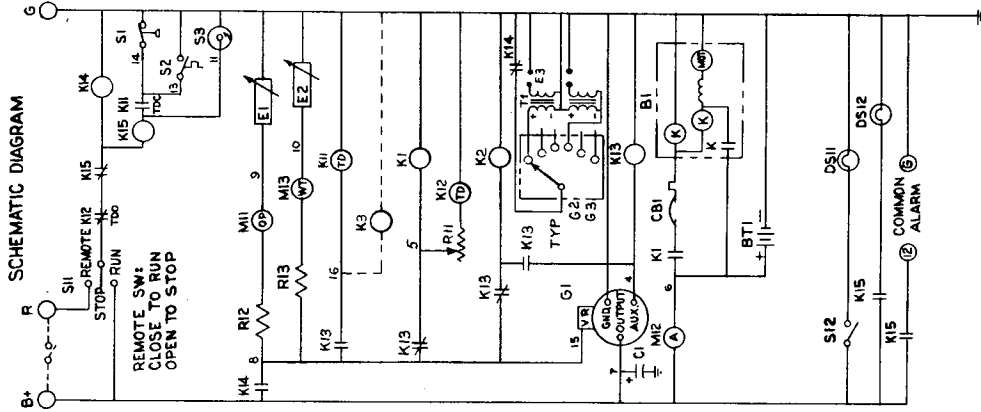 SCHEMATIC DIAGRAM
B+
R
G
S11
REMOTE
STOP
RUN
K12
TDO
K15
K14
REMOTE SW:
CLOSE TO RUN
OPEN TO STOP
K15
K11
TDC
14
S1
13
S2
11
S3
K14
8
R12
M11
OP
9
E1
R13
M13
WT
10
E2
K13
16
K11
TD
K3
K13
5
K1
R11
K12
TD
K13
K2
K13
TYP
G2
G3
T1
E3
K14
+
-
+
-
15
VR
G1
GND.
OUTPUT
AUX.
4
K13
7
+
C1
M12
A
6
K1
CB1
B1
K
K
K
MOT
+
BT1
-
S12
DS11
K15
DS12
K15
12
COMMON
ALARM
G